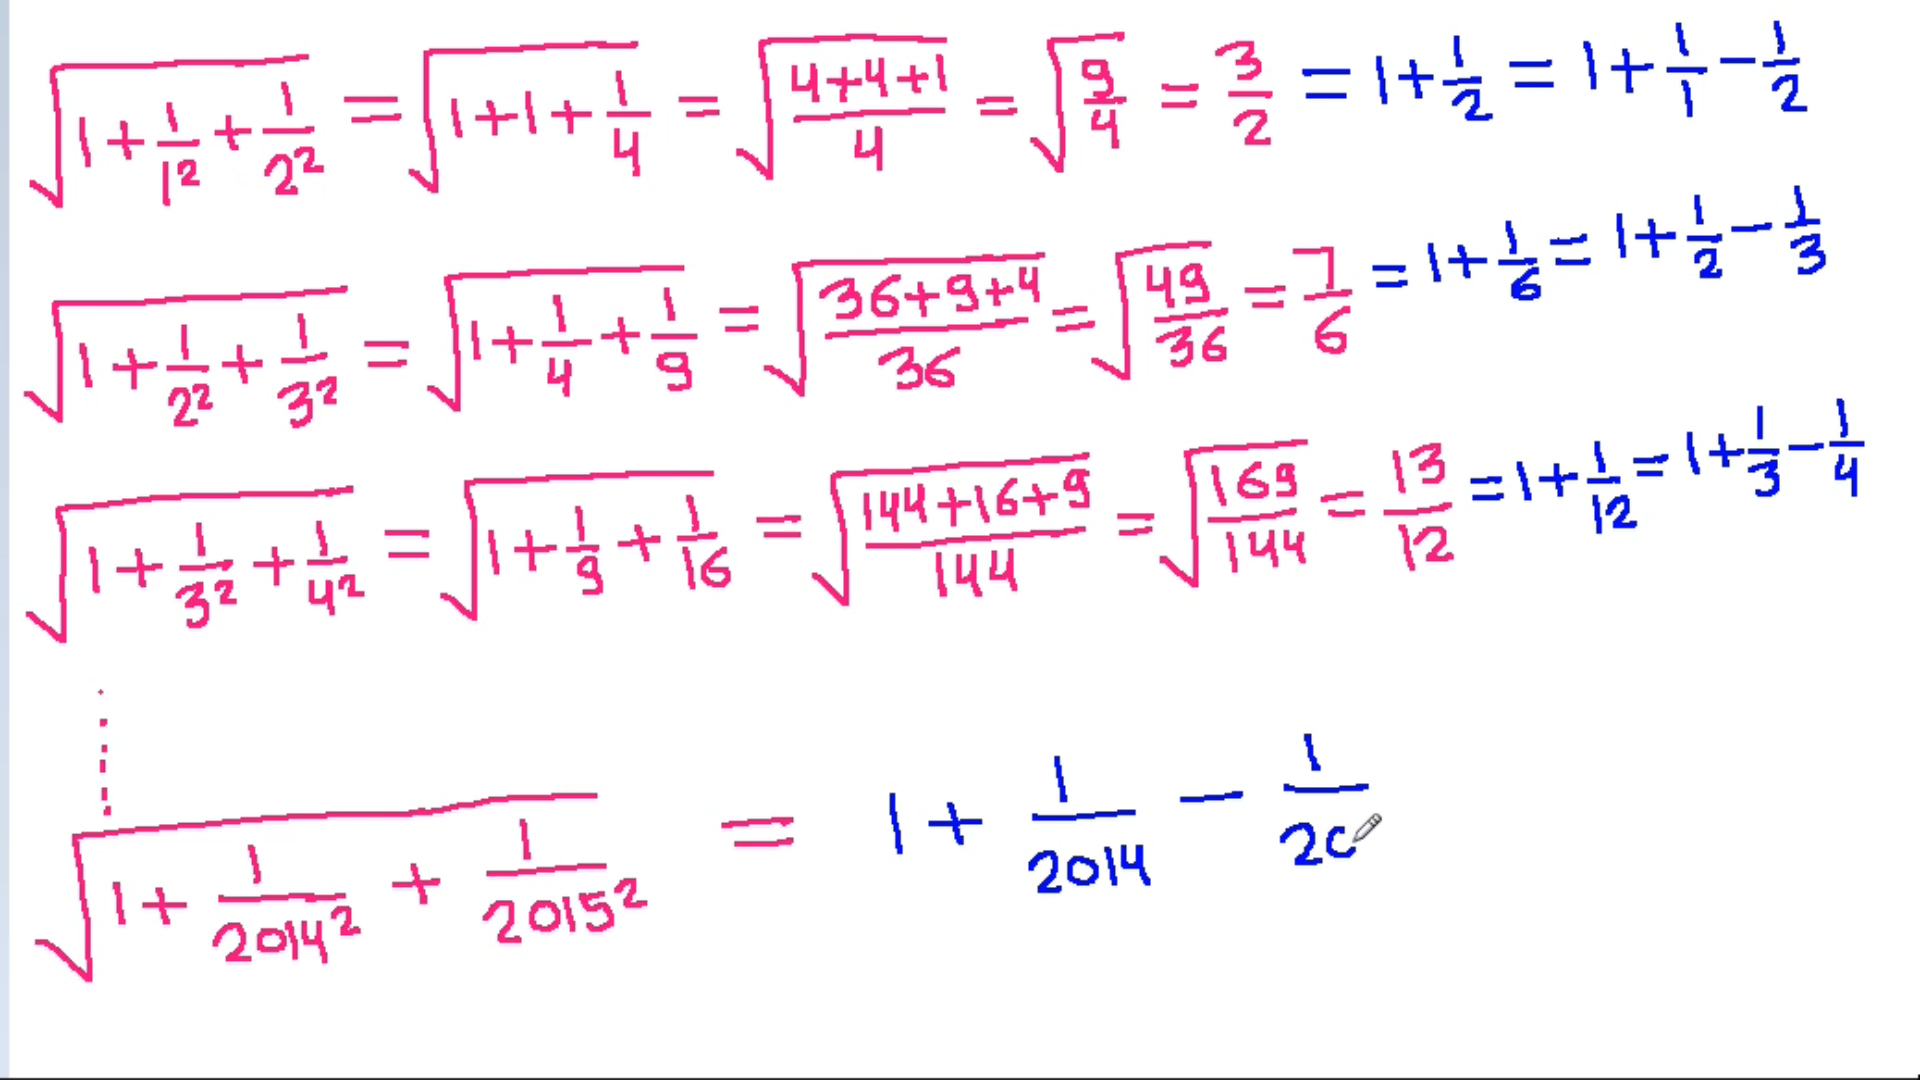 √(1+1/1²+1/2²) = √(1+1+1/4) = √((4+4+1)/4) = √(9/4) = 3/2 = 1+1/2 = 1+1/1-1/2
√(1+1/2²+1/3²) = √(1+1/4+1/9) = √((36+9+4)/36) = √(49/36) = 7/6 = 1+1/6 = 1+1/2-1/3
√(1+1/3²+1/4²) = √(1+1/9+1/16) = √((144+16+9)/144) = √(169/144) = 13/12 = 1+1/12 = 1+1/3-1/4
√(1+1/2014²+1/2015²) = 1+1/2014-1/20